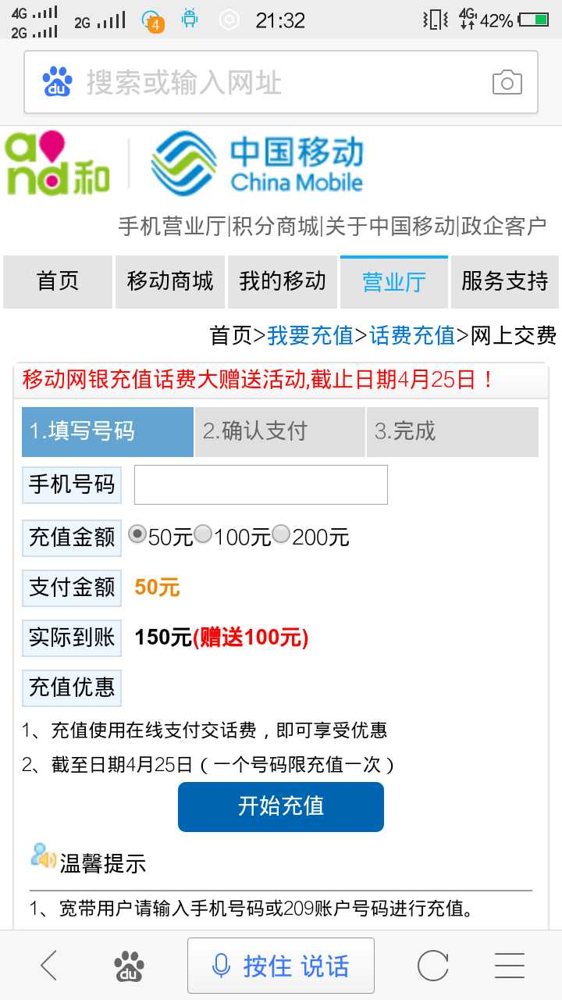 4G 2G 2G 4 21:32 4G 42%
du 搜索或输入网址
and和 中国移动
China Mobile
手机营业厅|积分商城|关于中国移动|政企客户
首页 移动商城 我的移动 营业厅 服务支持
首页>我要充值>话费充值>网上交费
移动网银充值话费大赠送活动,截止日期4月25日！
1.填写号码 2.确认支付 3.完成
手机号码
充值金额 50元 100元 200元
支付金额 50元
实际到账 150元(赠送100元)
充值优惠
1、充值使用在线支付交话费，即可享受优惠
2、截至日期4月25日（一个号码限充值一次）
开始充值
温馨提示
1、宽带用户请输入手机号码或209账户号码进行充值。
du 按住 说话